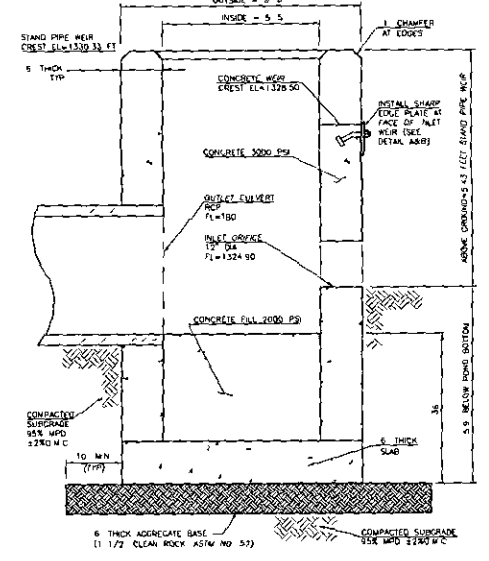 INSIDE - 5 5
STAND PIPE WEIR
CREST EL=1330 33 FT
1 CHAMFER
AT EDGES
6 THICK
TYP
CONCRETE WEIR
CREST EL=1328 50
INSTALL SHARP
EDGE PLATE AT
FACE OF INLET
WEIR (SEE
DETAIL A&B)
CONCRETE 3000 PSI
OUTLET CULVERT
RCP
FL=180
INLET ORIFICE
12" DIA
FL=1324 90
ABOVE GROUND=5 43 FEET STAND PIPE WEIR
CONCRETE FILL 2000 PSI
5 9 BELOW POND BOTTOM
36
COMPACTED
SUBGRADE
95% MPD
±2%O M C
10 MIN
(TYP)
6 THICK
SLAB
6 THICK AGGREGATE BASE
(1 1/2 CLEAN ROCK ASTM NO 57)
COMPACTED SUBGRADE
95% MPD ±2%O M C